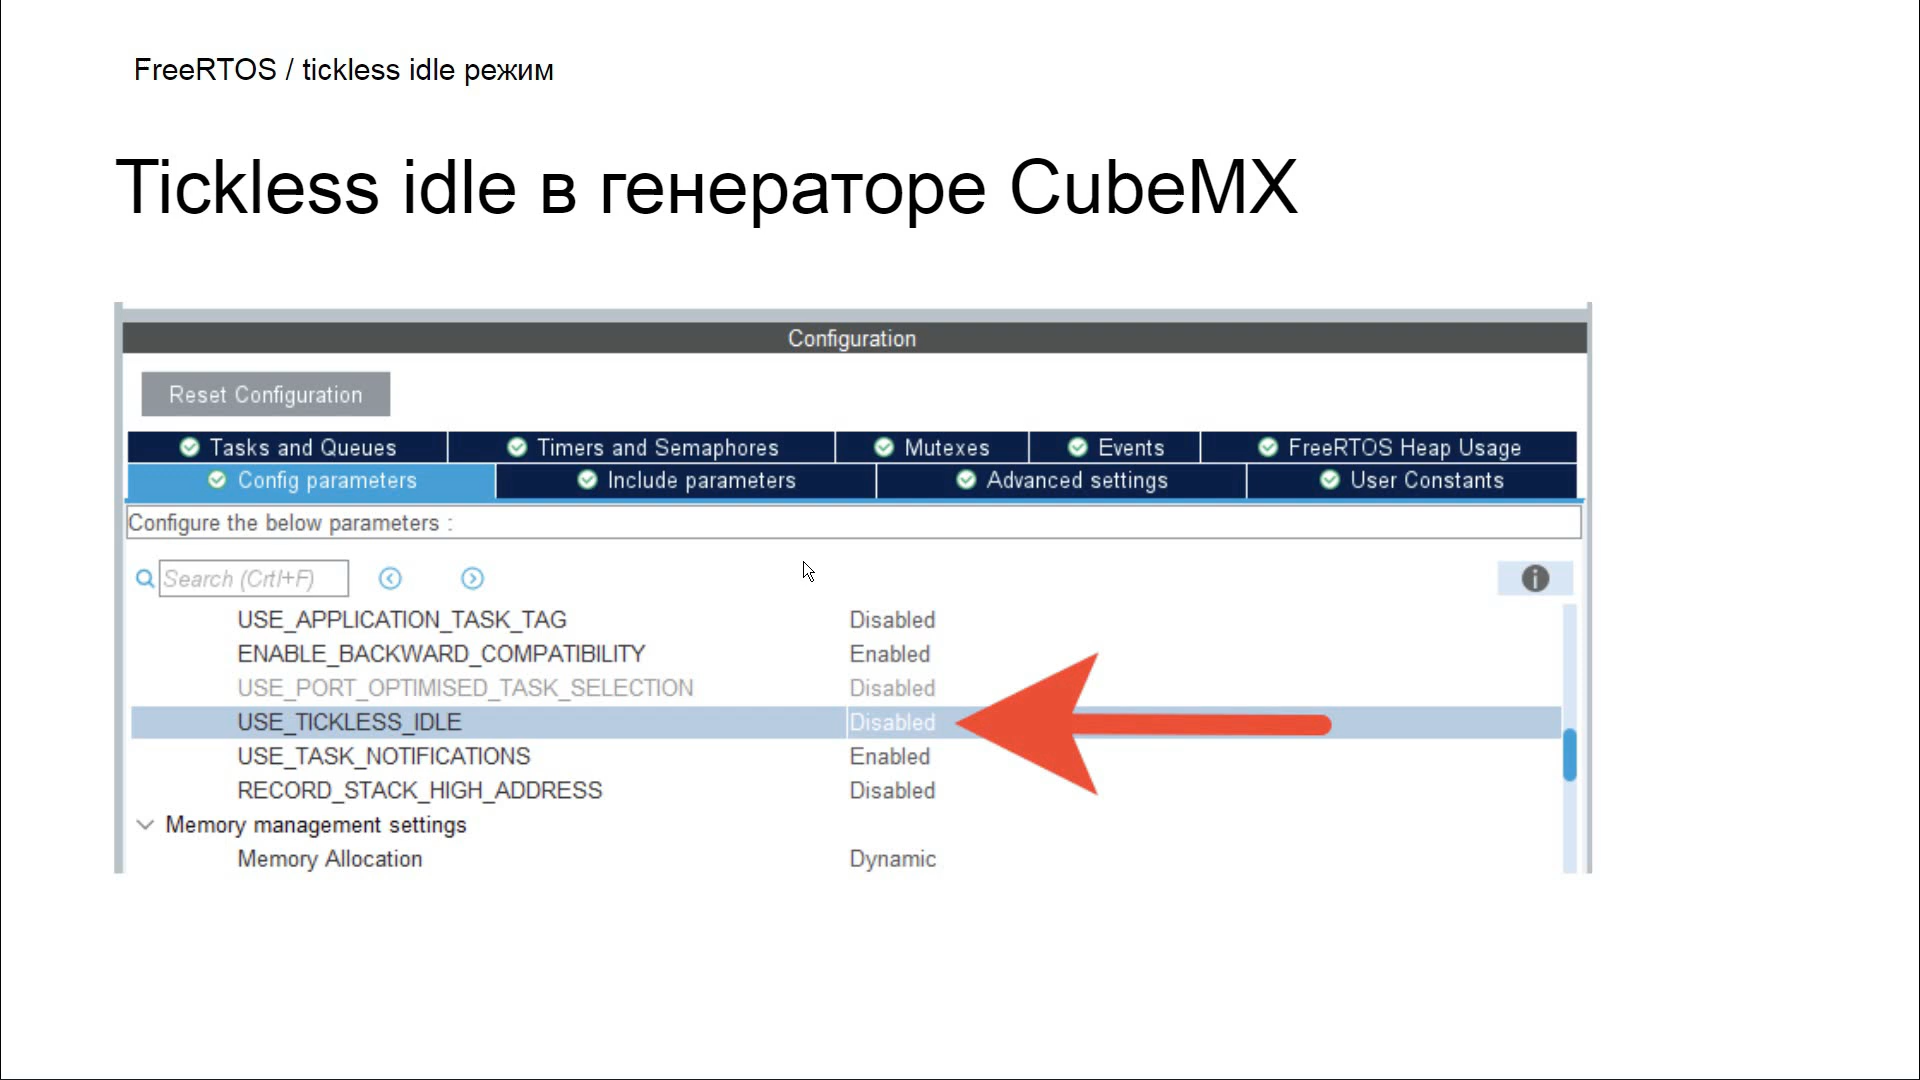 FreeRTOS / tickless idle режим
Tickless idle в генераторе CubeMX
Configuration
Reset Configuration
Tasks and Queues Timers and Semaphores Mutexes Events FreeRTOS Heap Usage
Config parameters Include parameters Advanced settings User Constants
Configure the below parameters :
Search (Crtl+F)
USE_APPLICATION_TASK_TAG Disabled
ENABLE_BACKWARD_COMPATIBILITY Enabled
USE_PORT_OPTIMISED_TASK_SELECTION Disabled
USE_TICKLESS_IDLE Disabled
USE_TASK_NOTIFICATIONS Enabled
RECORD_STACK_HIGH_ADDRESS Disabled
Memory management settings
Memory Allocation Dynamic